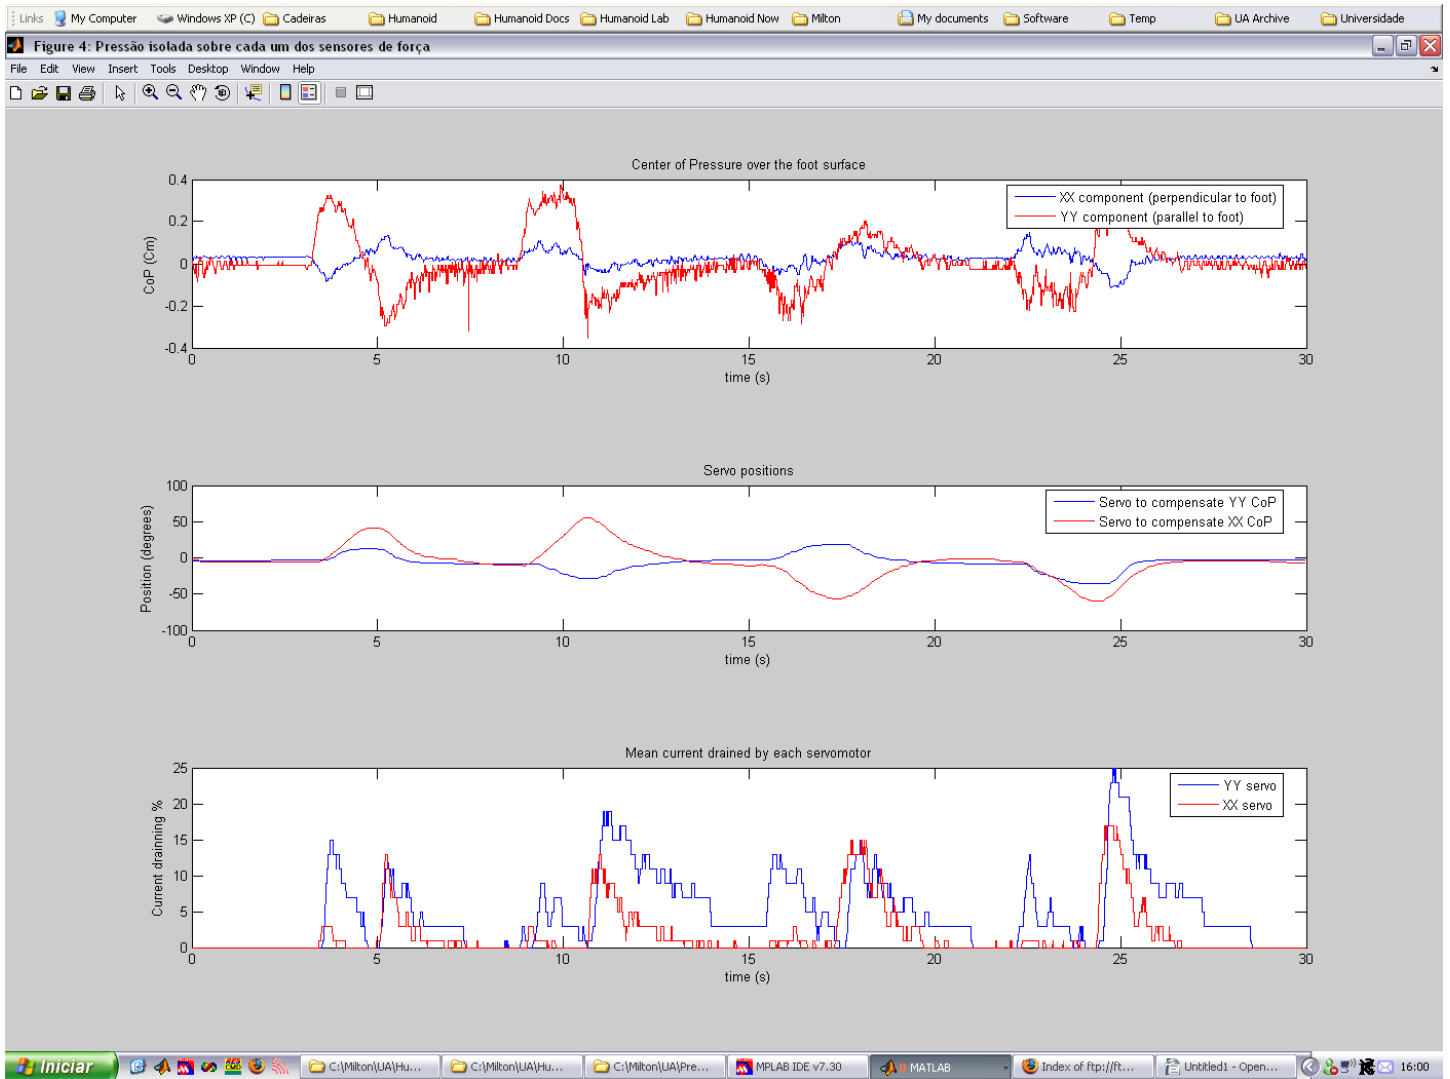 Links My Computer Windows XP (C) Cadeiras Humanoid Humanoid Docs Humanoid Lab Humanoid Now Milton My documents Software Temp UA Archive Universidade
Figure 4: Pressão isolada sobre cada um dos sensores de força
File Edit View Insert Tools Desktop Window Help
Center of Pressure over the foot surface
XX component (perpendicular to foot)
YY component (parallel to foot)
CoP (Cm)
0.4
0.2
0
-0.2
-0.4
0 5 10 15 20 25 30
time (s)
Servo positions
Servo to compensate YY CoP
Servo to compensate XX CoP
Position (degrees)
100
50
0
-50
-100
0 5 10 15 20 25 30
time (s)
Mean current drained by each servomotor
YY servo
XX servo
Current drainning %
25
20
15
10
5
0
0 5 10 15 20 25 30
time (s)
Iniciar C:\Milton\UA\Hu... C:\Milton\UA\Hu... C:\Milton\UA\Pre... MPLAB IDE v7.30 8 MATLAB Index of ftp://ft... Untitled1 - Open... 16:00